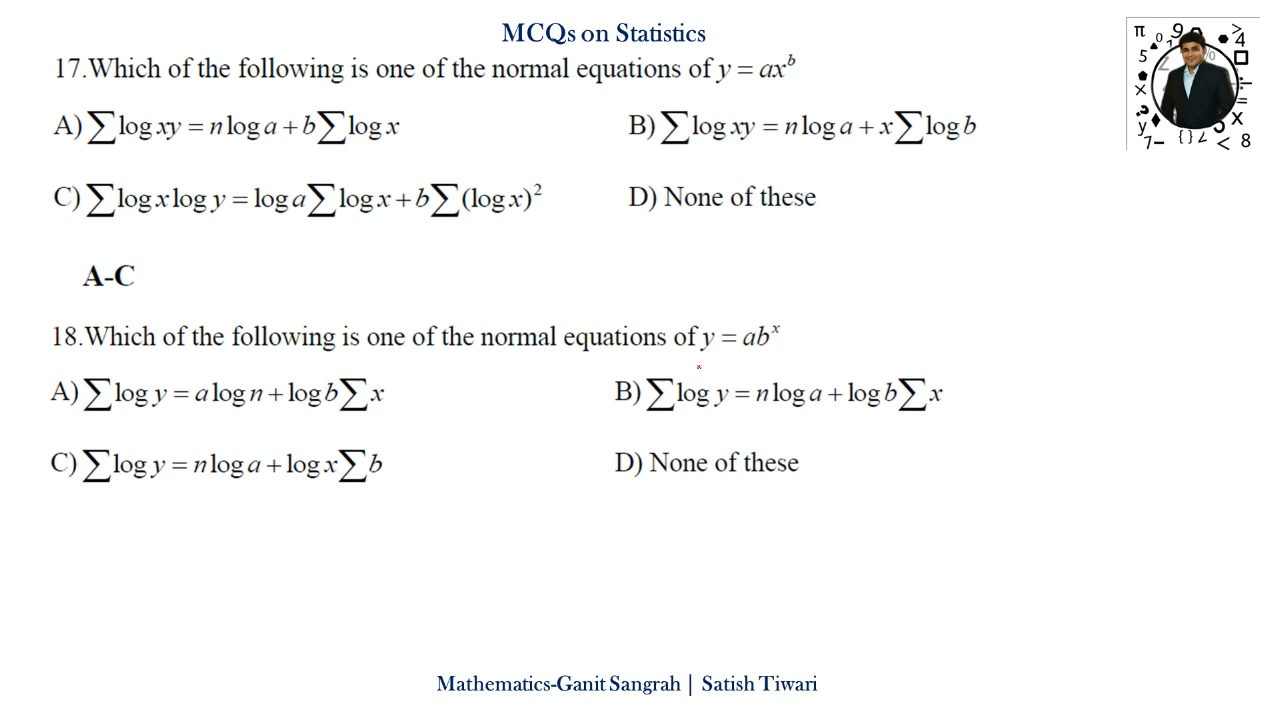 MCQs on Statistics
17.Which of the following is one of the normal equations of y = ax^b
A) ∑log xy = n log a + b∑log x B) ∑log xy = n log a + x∑log b
C) ∑log x log y = log a∑log x + b∑(log x)² D) None of these
A-C
18.Which of the following is one of the normal equations of y = ab^x
A) ∑log y = a log n + log b∑x B) ∑log y = n log a + log b∑x
C) ∑log y = n log a + log x∑b D) None of these
Mathematics-Ganit Sangrah | Satish Tiwari